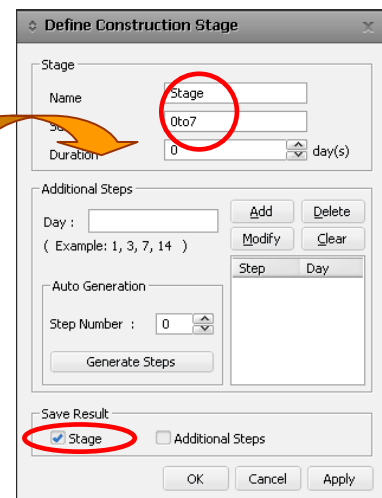 Define Construction Stage
Stage
Name Stage
0to7
Duration 0 day(s)
Additional Steps
Day :
( Example: 1, 3, 7, 14 )
Add Delete
Modify Clear
Step Day
Auto Generation
Step Number : 0
Generate Steps
Save Result
Stage Additional Steps
OK Cancel Apply